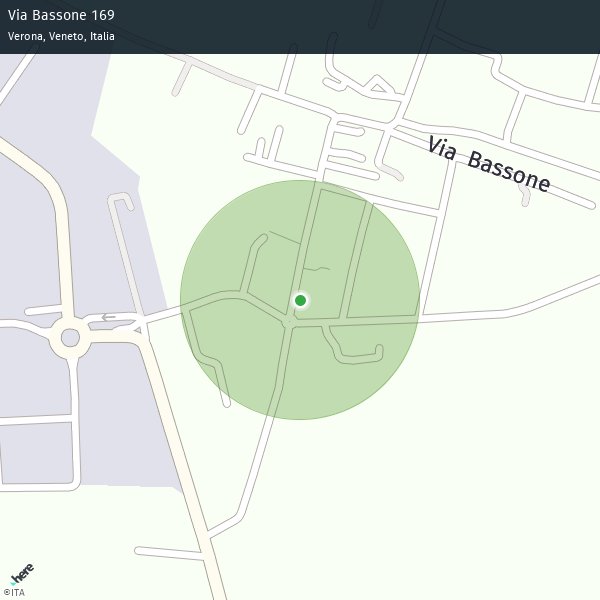 Via Bassone 169
Verona, Veneto, Italia
Via Bassone
here
©ITA